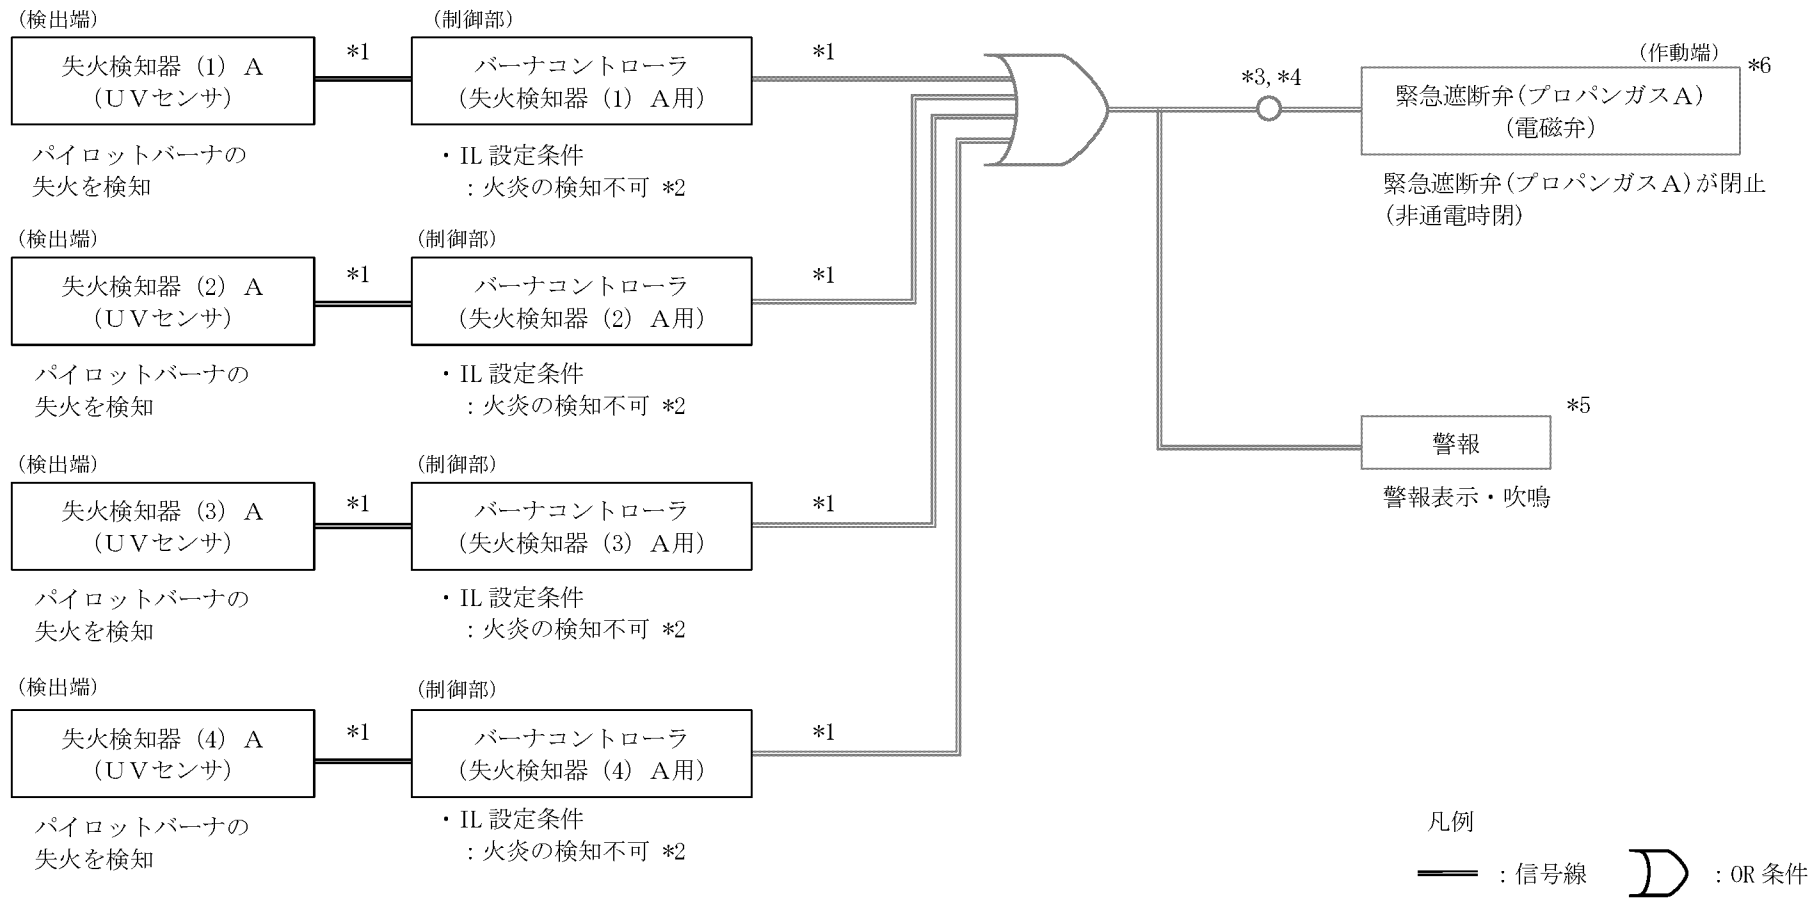 (検出端)
失火検知器 (1) A
(UVセンサ)
パイロットバーナの
失火を検知
*1
(制御部)
バーナコントローラ
(失火検知器 (1) A用)
・IL 設定条件
：火炎の検知不可 *2
*1
(検出端)
失火検知器 (2) A
(UVセンサ)
パイロットバーナの
失火を検知
*1
(制御部)
バーナコントローラ
(失火検知器 (2) A用)
・IL 設定条件
：火炎の検知不可 *2
*1
(検出端)
失火検知器 (3) A
(UVセンサ)
パイロットバーナの
失火を検知
*1
(制御部)
バーナコントローラ
(失火検知器 (3) A用)
・IL 設定条件
：火炎の検知不可 *2
*1
(検出端)
失火検知器 (4) A
(UVセンサ)
パイロットバーナの
失火を検知
*1
(制御部)
バーナコントローラ
(失火検知器 (4) A用)
・IL 設定条件
：火炎の検知不可 *2
*1
*3, *4
(作動端)
*6
緊急遮断弁(プロパンガスA)
(電磁弁)
緊急遮断弁(プロパンガスA)が閉止
(非通電時閉)
*5
警報
警報表示・吹鳴
凡例
：信号線
：OR 条件